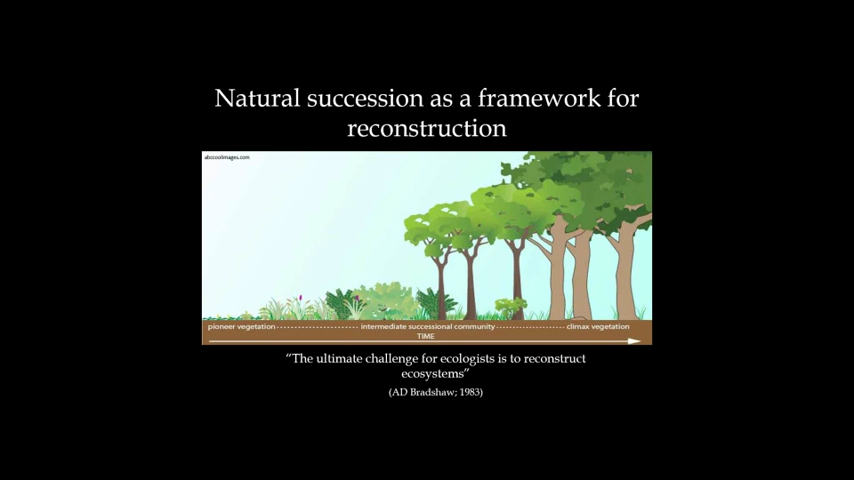 Natural succession as a framework for
reconstruction
abccoolimages.com
pioneer vegetation--------------------- intermediate successional community------------------ climax vegetation
TIME
“The ultimate challenge for ecologists is to reconstruct
ecosystems”
(AD Bradshaw; 1983)